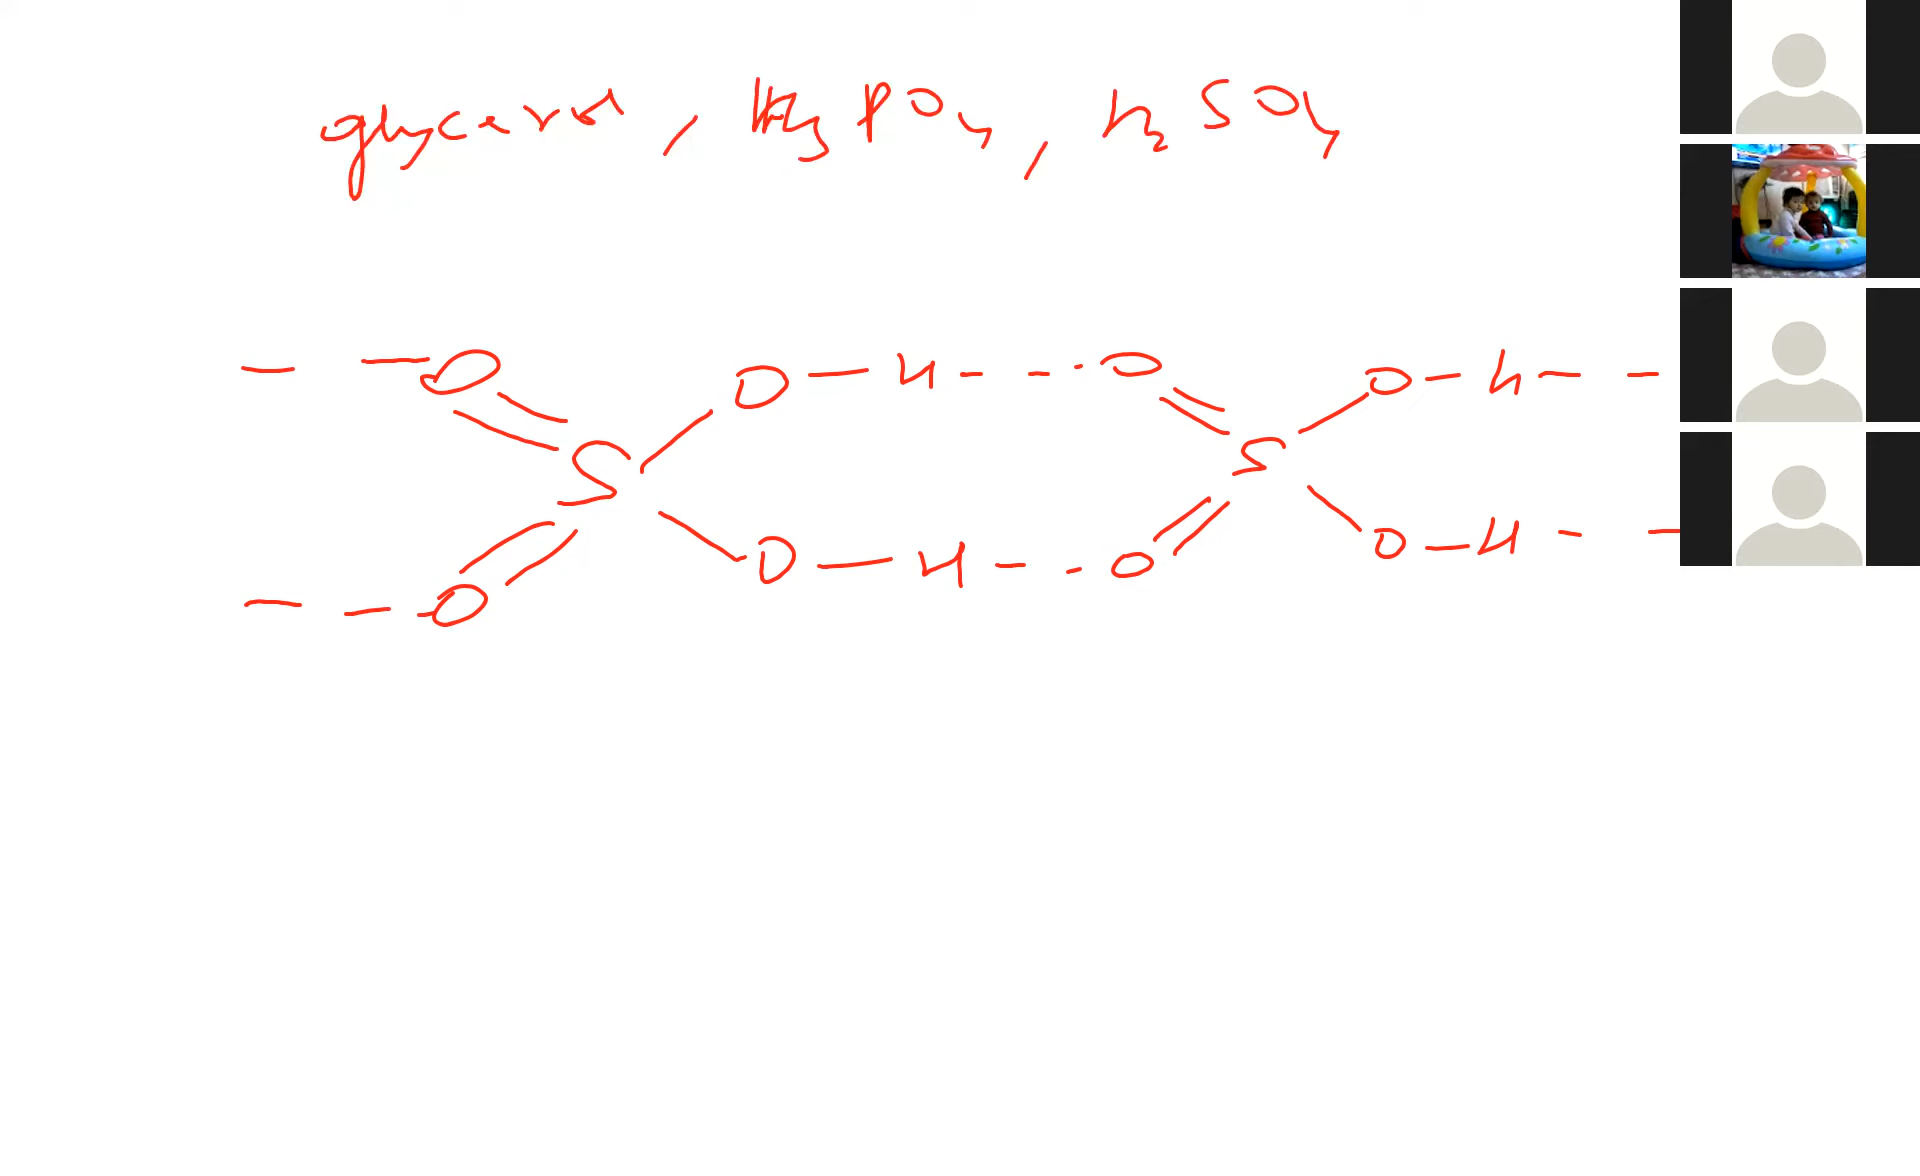 glycerol, H₃PO₄, H₂SO₄
O O — H - - - O O — h - -
S S
O O — H - - O O — H - -